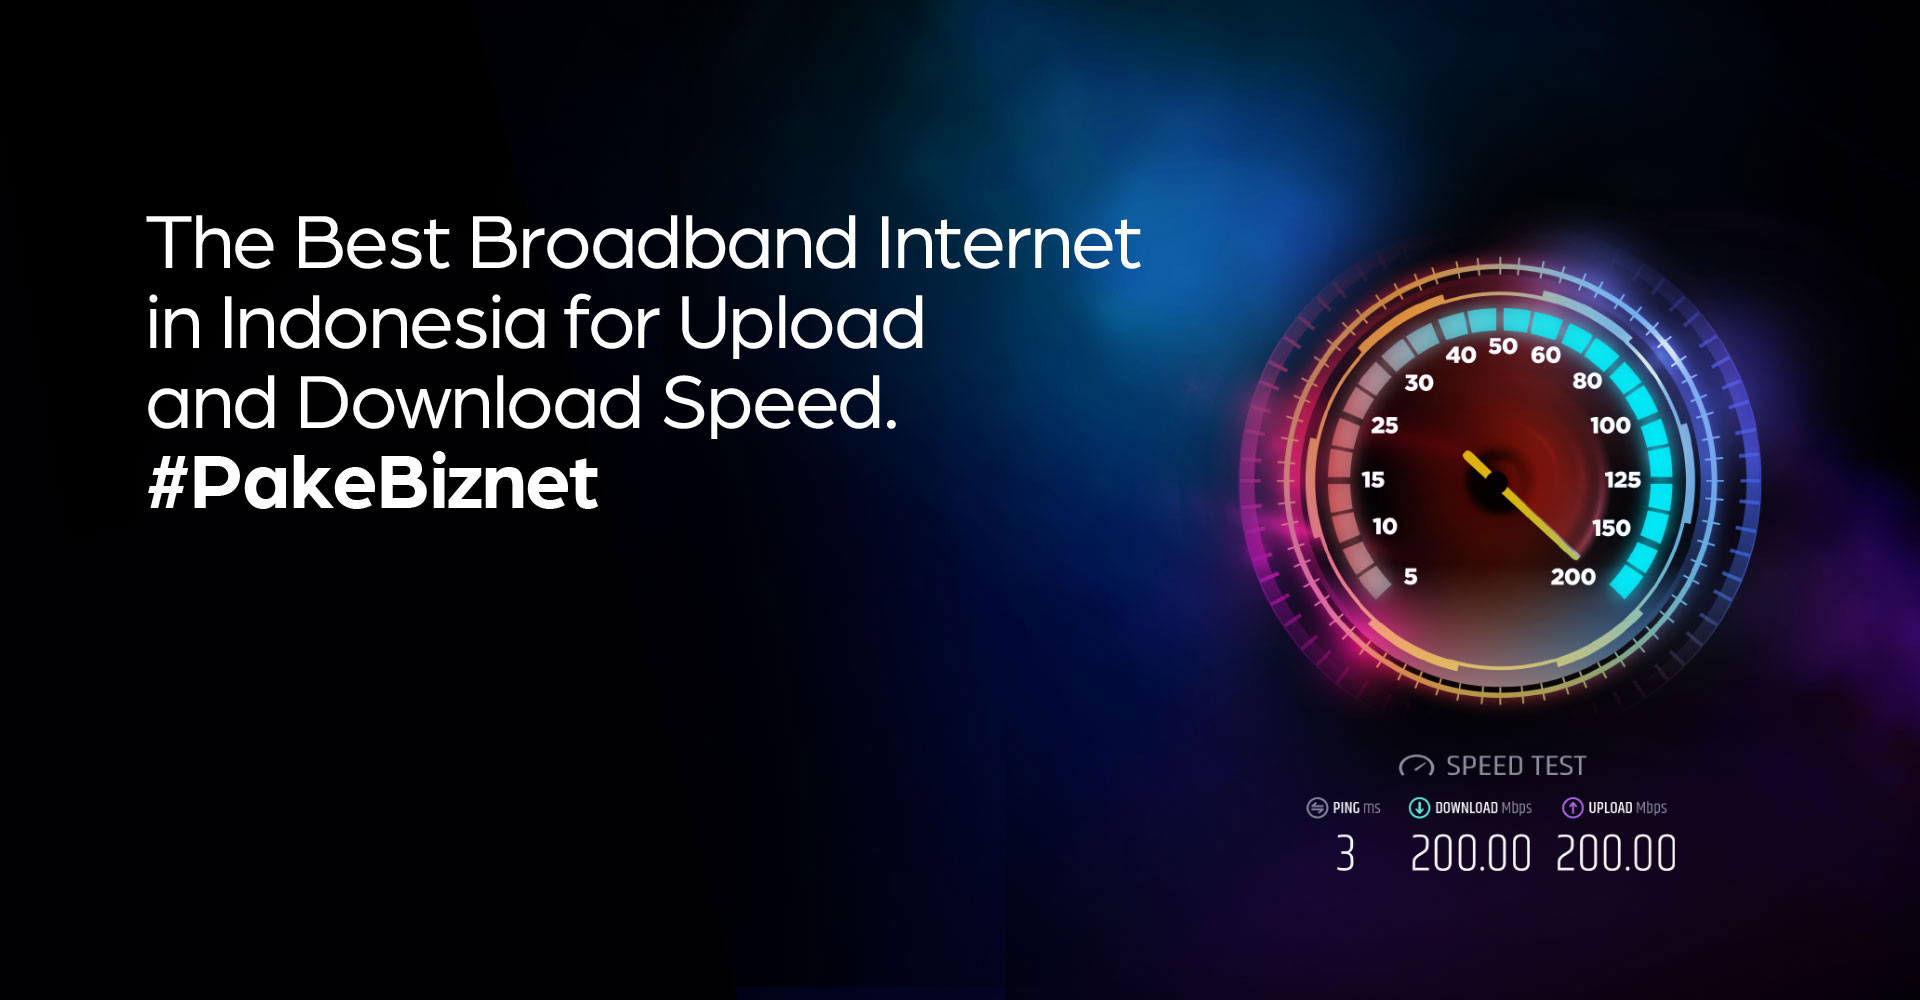 The Best Broadband Internet
in Indonesia for Upload
and Download Speed.
#PakeBiznet
40 50 60
30 80
25 100
15 125
10 150
5 200
SPEED TEST
PING ms DOWNLOAD Mbps UPLOAD Mbps
3 200.00 200.00